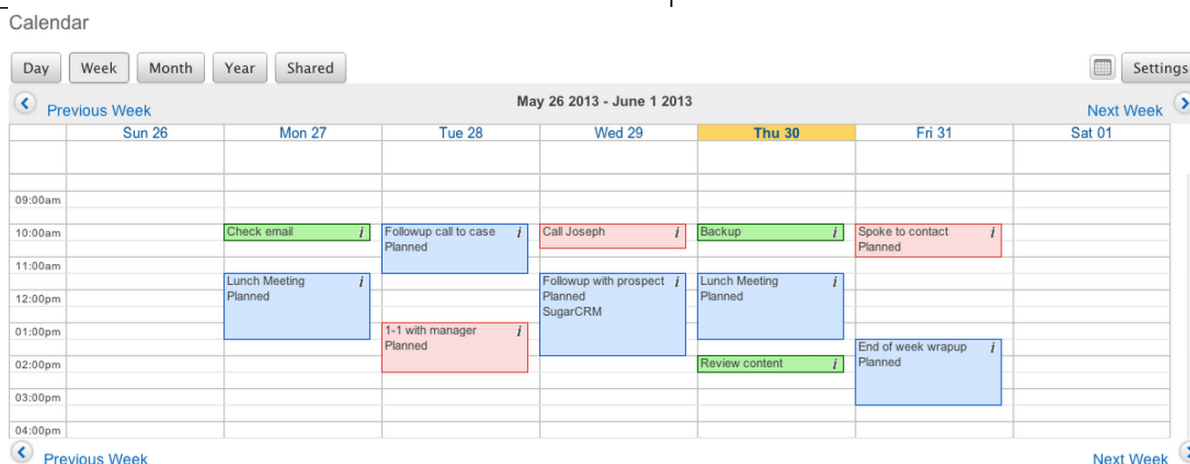 Calendar
Day Week Month Year Shared Settings
Previous Week May 26 2013 - June 1 2013 Next Week
Sun 26 Mon 27 Tue 28 Wed 29 Thu 30 Fri 31 Sat 01
09:00am
10:00am
Check email i
Followup call to case i
Planned
Call Joseph i
Backup i
Spoke to contact i
Planned
11:00am
Lunch Meeting i
Planned
Followup with prospect i
Planned
SugarCRM
Lunch Meeting i
Planned
12:00pm
01:00pm
1-1 with manager i
Planned
End of week wrapup i
Planned
02:00pm
Review content i
03:00pm
04:00pm
Previous Week Next Week